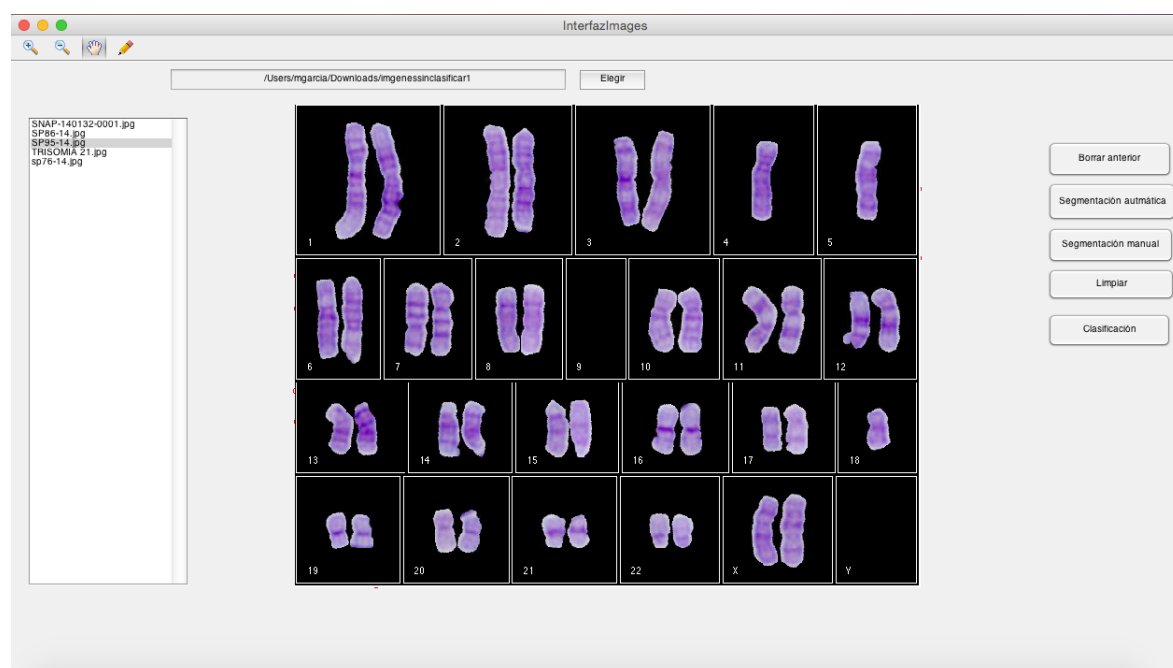 InterfazImages
/Users/mgarcia/Downloads/imgenessinclasificar1
Elegir
SNAP-140132-0001.jpg
SP86-14.jpg
SP95-14.jpg
TRISOMIA 21.jpg
sp76-14.jpg
1 2 3 4 5
6 7 8 9 10 11 12
13 14 15 16 17 18
19 20 21 22 X Y
Borrar anterior
Segmentación autmática
Segmentación manual
Limpiar
Clasificación